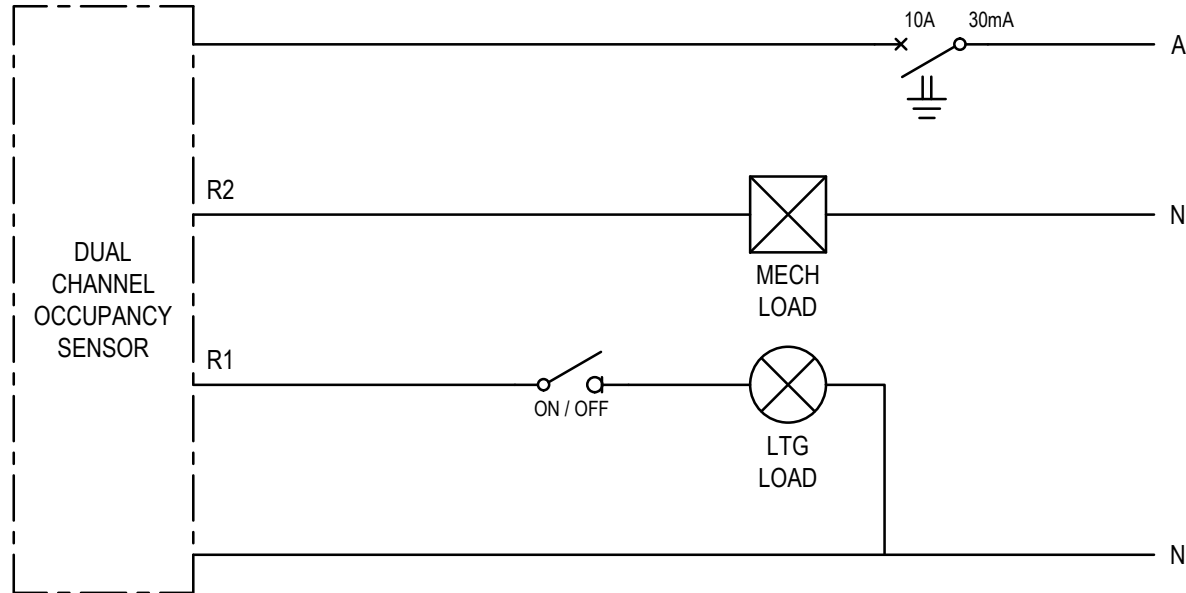 10A 30mA
A
R2
N
MECH
LOAD
DUAL
CHANNEL
OCCUPANCY
SENSOR
R1
ON / OFF
LTG
LOAD
N